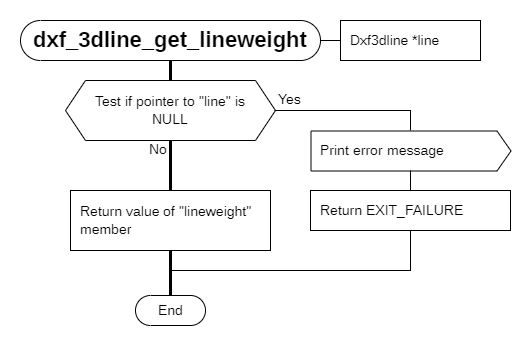 dxf_3dline_get_lineweight
Dxf3dline *line
Test if pointer to "line" is
NULL
Yes
No
Print error message
Return value of "lineweight"
member
Return EXIT_FAILURE
End